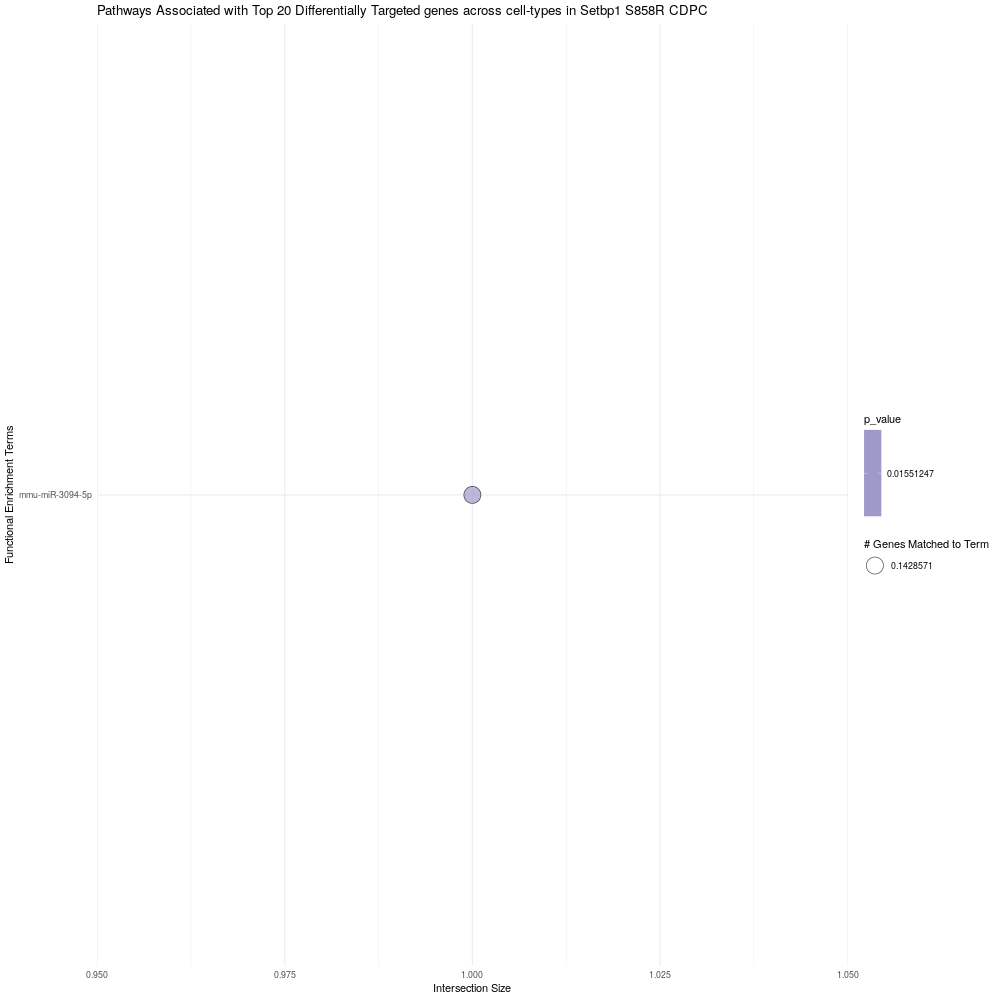 Pathways Associated with Top 20 Differentially Targeted genes across cell-types in Setbp1 S858R CDPC
Functional Enrichment Terms
mmu-miR-3094-5p
0.950
0.975
1.000
1.025
1.050
Intersection Size
p_value
0.01551247
# Genes Matched to Term
0.1428571